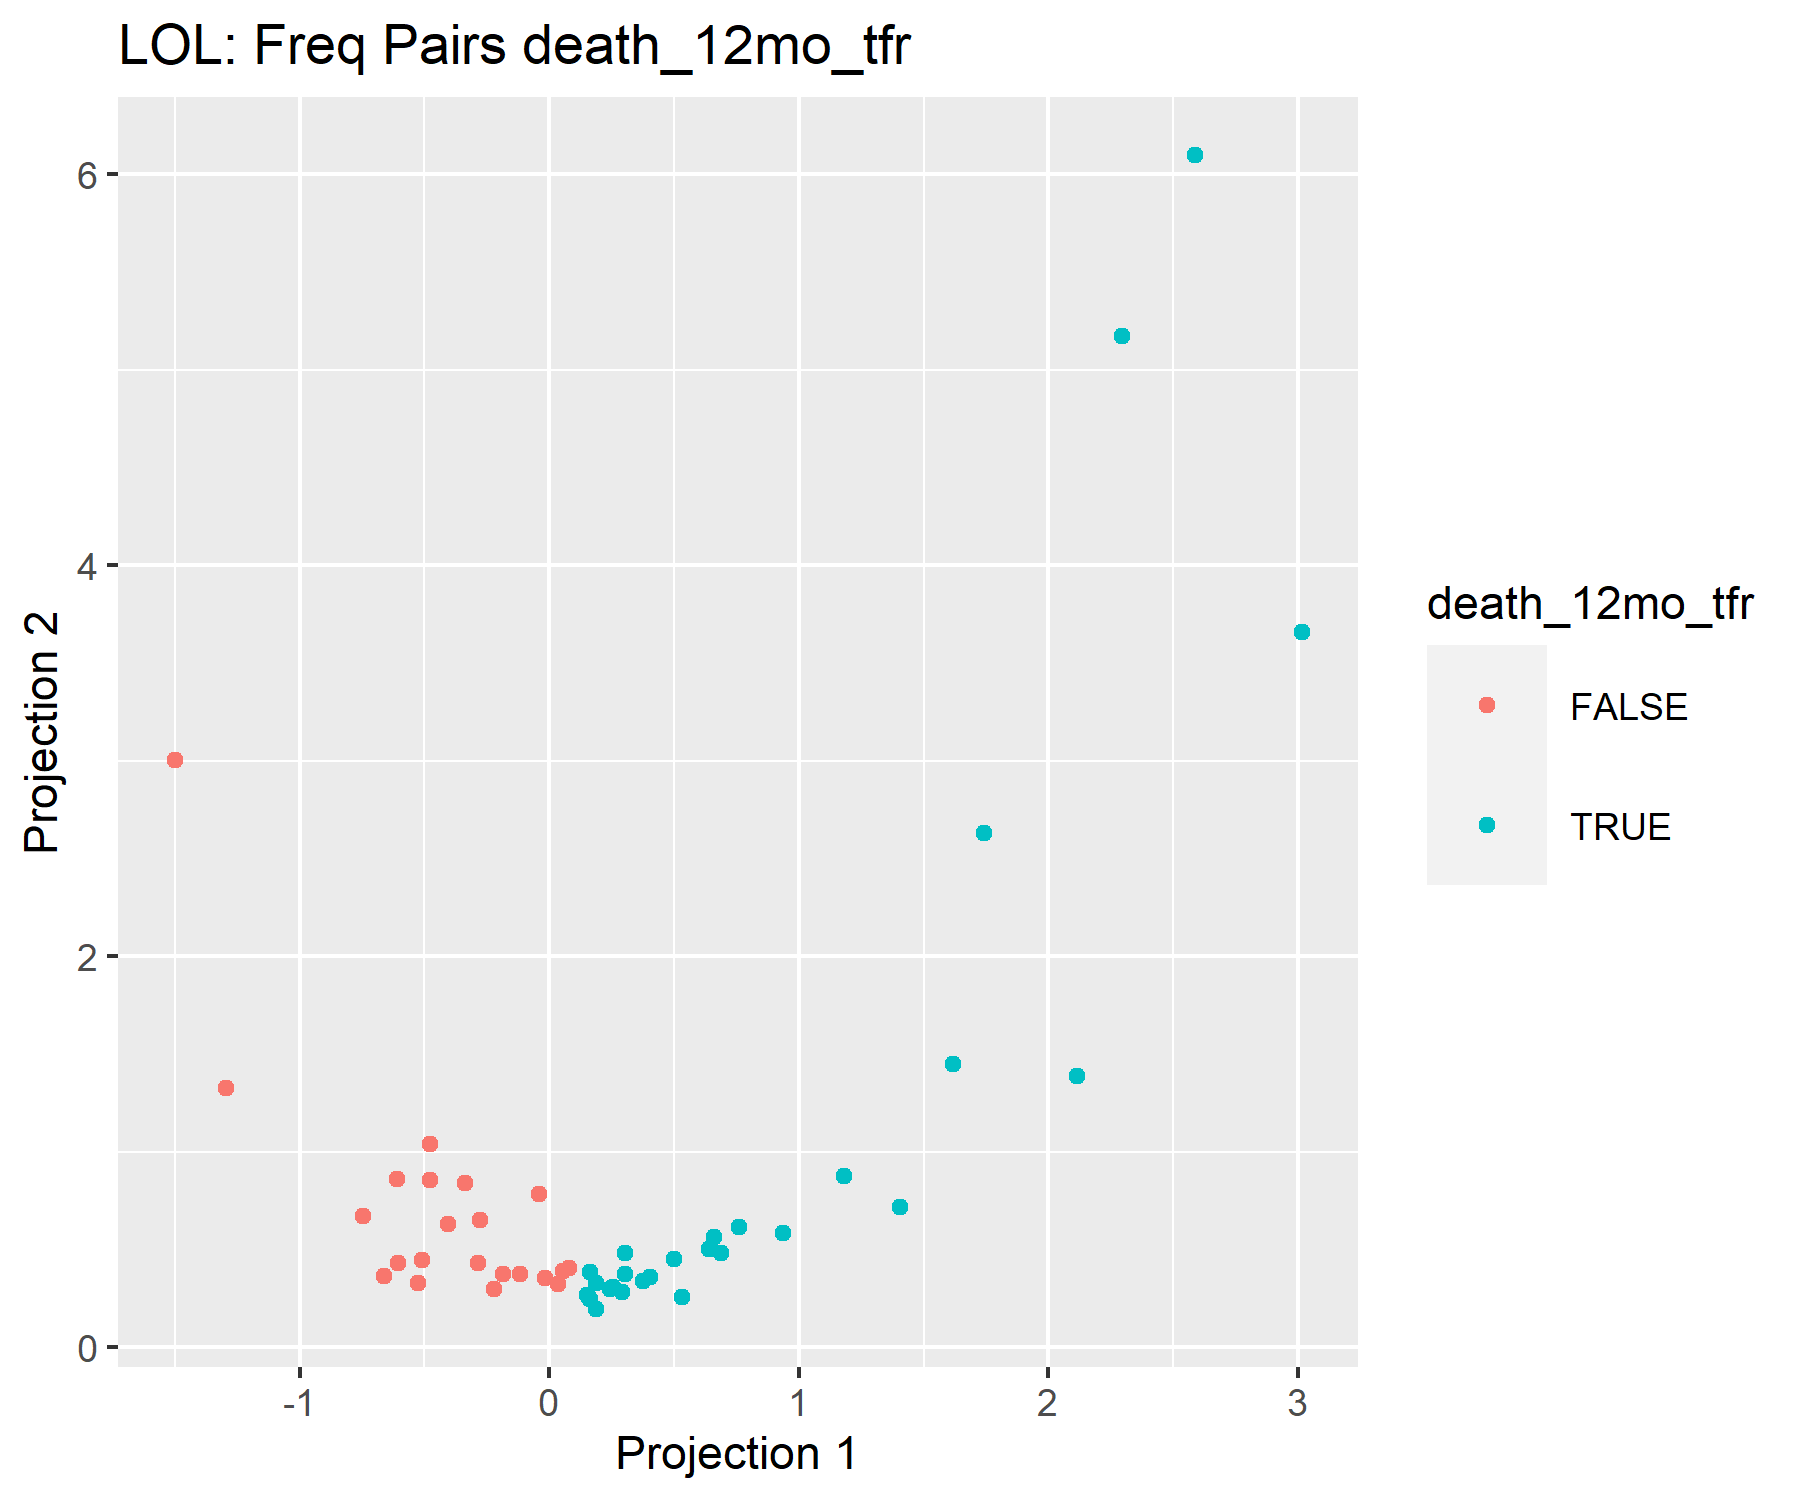 LOL: Freq Pairs death_12mo_tfr
6
4
2
0
Projection 2
-1
0
1
2
3
Projection 1
death_12mo_tfr
FALSE
TRUE